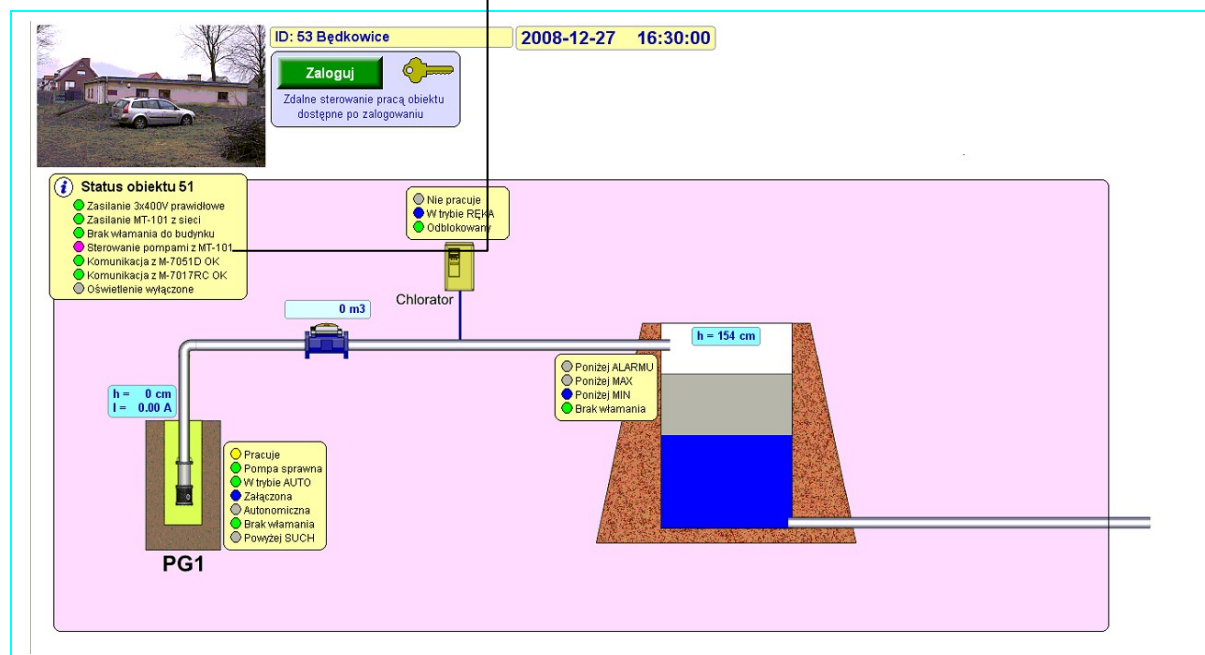 ID: 53 Będkowice
2008-12-27 16:30:00
Zaloguj
Zdalne sterowanie pracą obiektu
dostępne po zalogowaniu
Status obiektu 51
Zasilanie 3x400V prawidłowe
Zasilanie MT-101 z sieci
Brak włamania do budynku
Sterowanie pompami z MT-101
Komunikacja z M-7051D OK
Komunikacja z M-7017RC OK
Oświetlenie wyłączone
Nie pracuje
W trybie RĘKA
Odblokowany
Chlorator
0 m3
h = 154 cm
Poniżej ALARMU
Poniżej MAX
Poniżej MIN
Brak włamania
h = 0 cm
I = 0.00 A
Pracuje
Pompa sprawna
W trybie AUTO
Załączona
Autonomiczna
Brak włamania
Powyżej SUCH
PG1